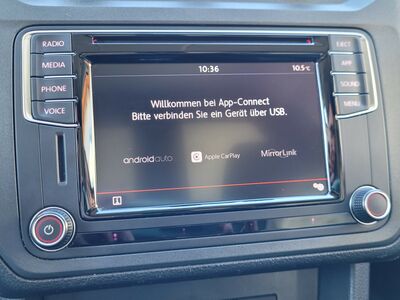 RADIO
MEDIA
PHONE
VOICE
10:36
10.5°C
Willkommen bei App-Connect
Bitte verbinden Sie ein Gerät über USB.
androidauto
Apple CarPlay
MirrorLink
EJECT
APP
SOUND
MENU